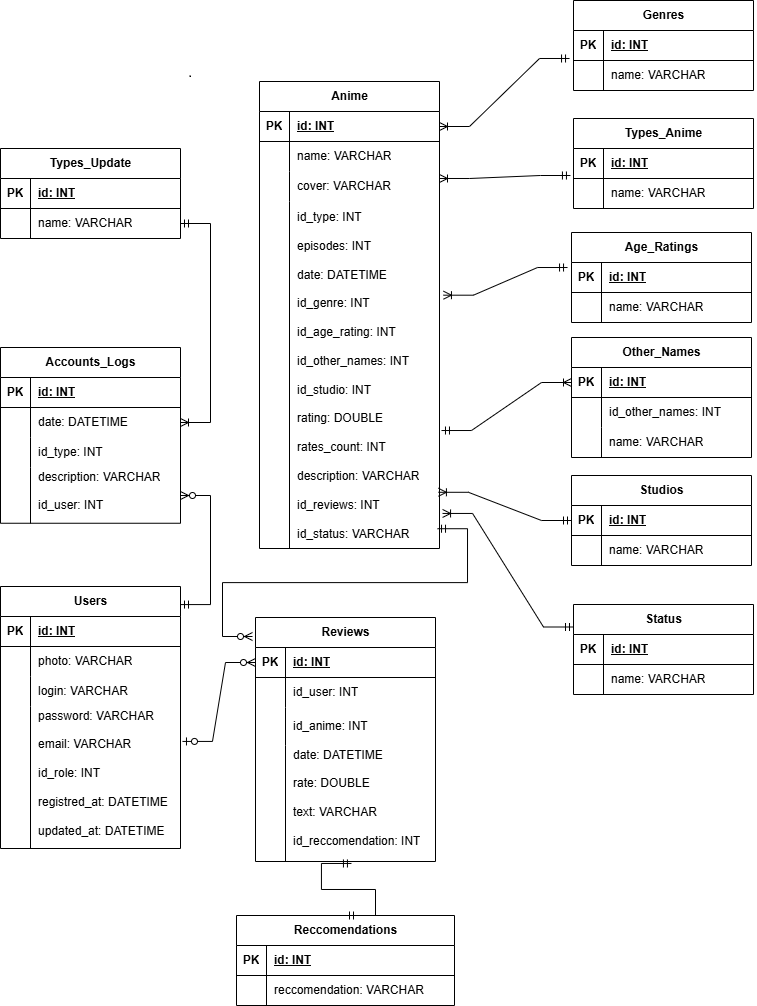 Genres
PK id: INT
name: VARCHAR
Anime
PK id: INT
name: VARCHAR
cover: VARCHAR
id_type: INT
episodes: INT
date: DATETIME
id_genre: INT
id_age_rating: INT
id_other_names: INT
id_studio: INT
rating: DOUBLE
rates_count: INT
description: VARCHAR
id_reviews: INT
id_status: VARCHAR
Types_Anime
PK id: INT
name: VARCHAR
Types_Update
PK id: INT
name: VARCHAR
Age_Ratings
PK id: INT
name: VARCHAR
Other_Names
PK id: INT
id_other_names: INT
name: VARCHAR
Accounts_Logs
PK id: INT
date: DATETIME
id_type: INT
description: VARCHAR
id_user: INT
Studios
PK id: INT
name: VARCHAR
Users
PK id: INT
photo: VARCHAR
login: VARCHAR
password: VARCHAR
email: VARCHAR
id_role: INT
registred_at: DATETIME
updated_at: DATETIME
Status
PK id: INT
name: VARCHAR
Reviews
PK id: INT
id_user: INT
id_anime: INT
date: DATETIME
rate: DOUBLE
text: VARCHAR
id_reccomendation: INT
Reccomendations
PK id: INT
reccomendation: VARCHAR